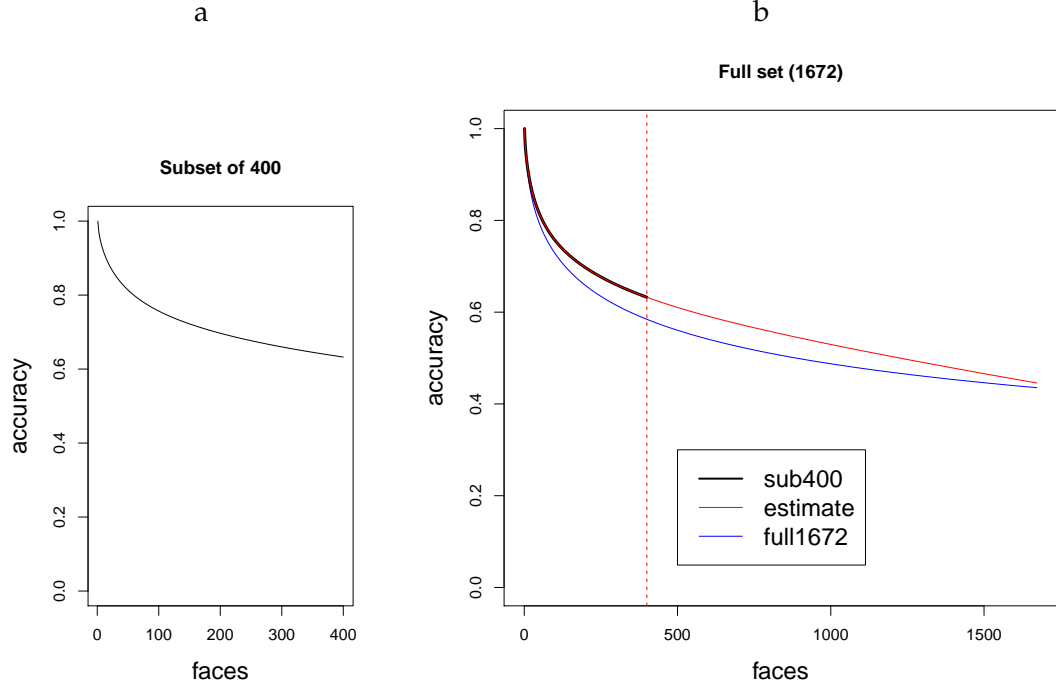 a
b
Subset of 400
accuracy
1.0
0.8
0.6
0.4
0.2
0.0
0 100 200 300 400
faces
Full set (1672)
accuracy
1.0
0.8
0.6
0.4
0.2
0.0
sub400
estimate
full1672
0 500 1000 1500
faces